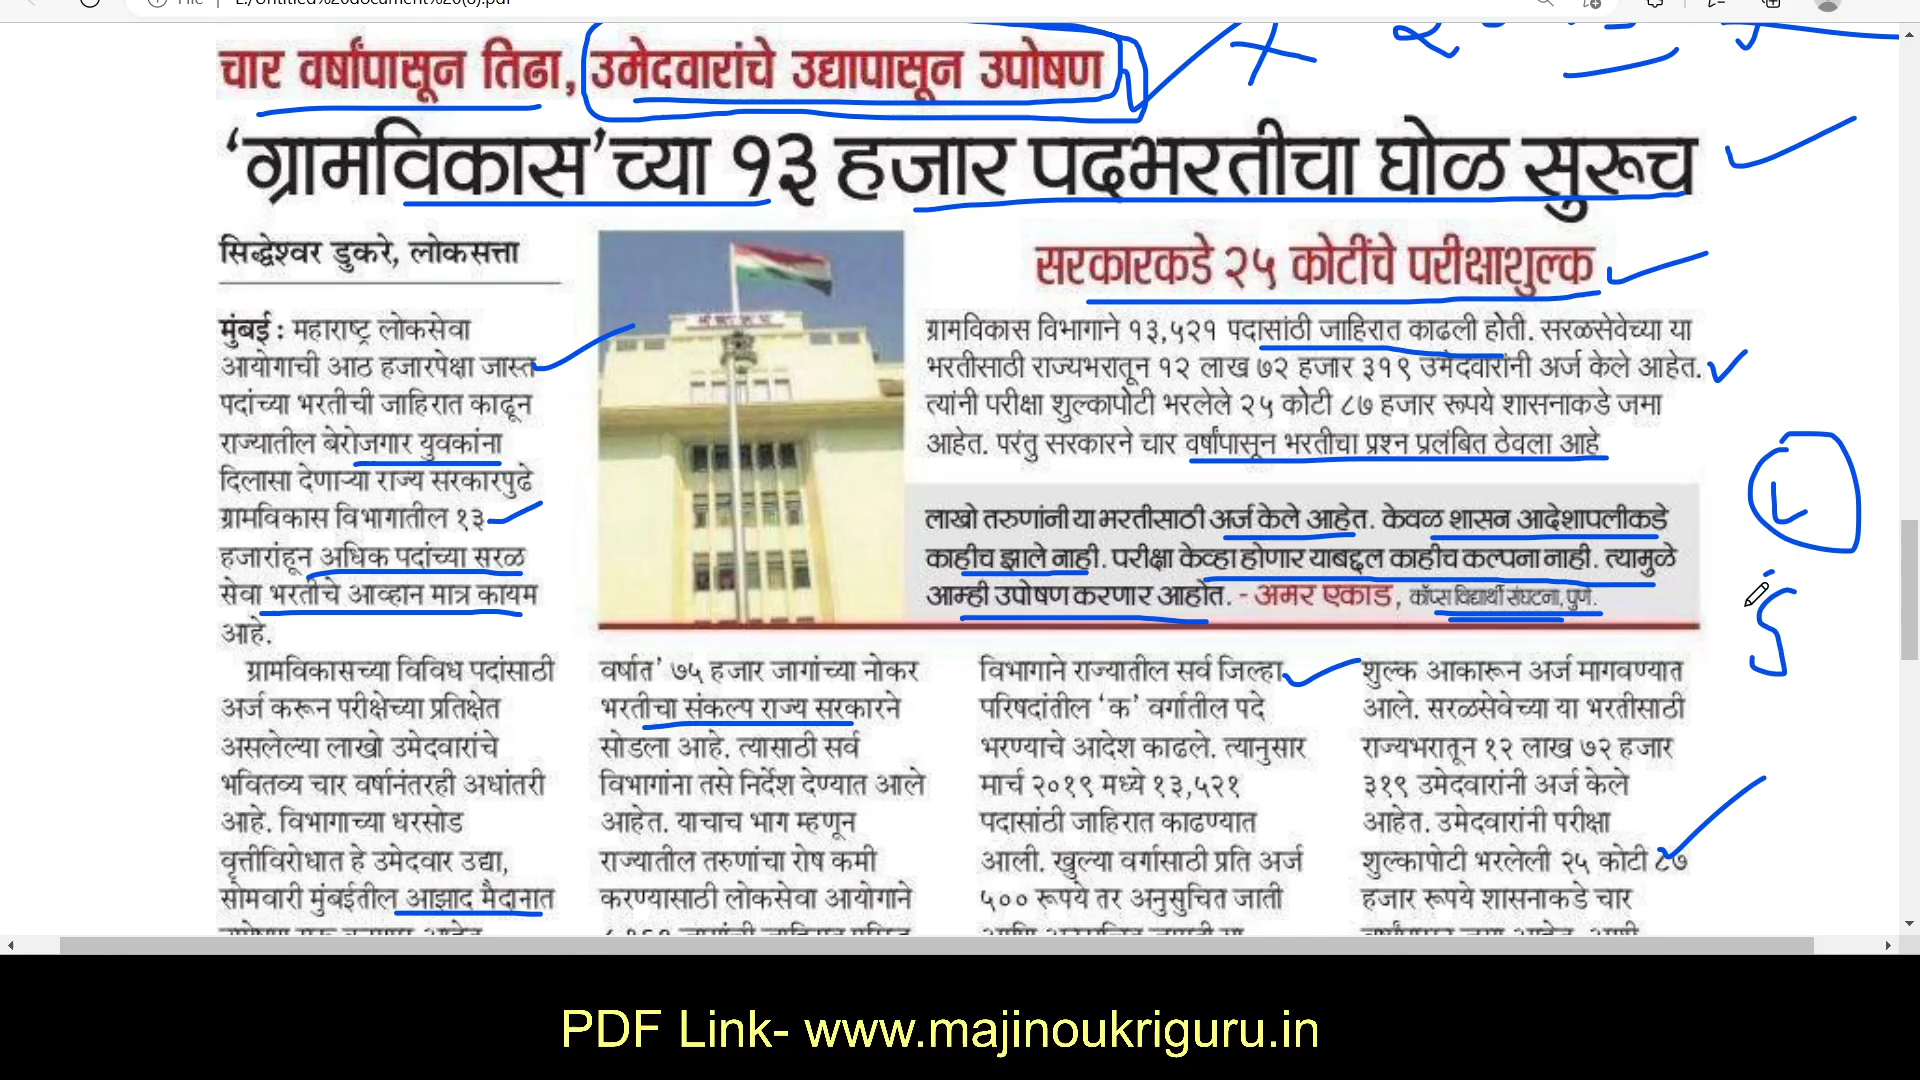 File
चार वर्षांपासून तिढा, उमेदवारांचे उद्यापासून उपोषण
‘ग्रामविकास’च्या १३ हजार पदभरतीचा घोळ सुरूच
सिद्धेश्वर डुकरे, लोकसत्ता
मुंबई : महाराष्ट्र लोकसेवा
आयोगाची आठ हजारपेक्षा जास्त
पदांच्या भरतीची जाहिरात काढून
राज्यातील बेरोजगार युवकांना
दिलासा देणाऱ्या राज्य सरकारपुढे
ग्रामविकास विभागातील १३
हजारांहून अधिक पदांच्या सरळ
सेवा भरतीचे आव्हान मात्र कायम
आहे.
ग्रामविकासच्या विविध पदांसाठी
अर्ज करून परीक्षेच्या प्रतिक्षेत
असलेल्या लाखो उमेदवारांचे
भवितव्य चार वर्षानंतरही अधांतरी
आहे. विभागाच्या धरसोड
वृत्तीविरोधात हे उमेदवार उद्या,
सोमवारी मुंबईतील आझाद मैदानात
सरकारकडे २५ कोटींचे परीक्षाशुल्क
ग्रामविकास विभागाने १३,५२१ पदासांठी जाहिरात काढली होती. सरळसेवेच्या या
भरतीसाठी राज्यभरातून १२ लाख ७२ हजार ३१९ उमेदवारांनी अर्ज केले आहेत.
त्यांनी परीक्षा शुल्कापोटी भरलेले २५ कोटी ८७ हजार रूपये शासनाकडे जमा
आहेत. परंतु सरकारने चार वर्षांपासून भरतीचा प्रश्न प्रलंबित ठेवला आहे
लाखो तरुणांनी या भरतीसाठी अर्ज केले आहेत. केवळ शासन आदेशापलीकडे
काहीच झाले नाही. परीक्षा केव्हा होणार याबद्दल काहीच कल्पना नाही. त्यामुळे
आम्ही उपोषण करणार आहोत. - अमर एकाड, कॉप्स विद्यार्थी संघटना, पुणे.
वर्षात’ ७५ हजार जागांच्या नोकर
भरतीचा संकल्प राज्य सरकारने
सोडला आहे. त्यासाठी सर्व
विभागांना तसे निर्देश देण्यात आले
आहेत. याचाच भाग म्हणून
राज्यातील तरुणांचा रोष कमी
करण्यासाठी लोकसेवा आयोगाने
विभागाने राज्यातील सर्व जिल्हा
परिषदांतील ‘क’ वर्गातील पदे
भरण्याचे आदेश काढले. त्यानुसार
मार्च २०१९ मध्ये १३,५२१
पदासांठी जाहिरात काढण्यात
आली. खुल्या वर्गासाठी प्रति अर्ज
५०० रूपये तर अनुसुचित जाती
शुल्क आकारून अर्ज मागवण्यात
आले. सरळसेवेच्या या भरतीसाठी
राज्यभरातून १२ लाख ७२ हजार
३१९ उमेदवारांनी अर्ज केले
आहेत. उमेदवारांनी परीक्षा
शुल्कापोटी भरलेली २५ कोटी ८७
हजार रूपये शासनाकडे चार
PDF Link- www.majinoukriguru.in